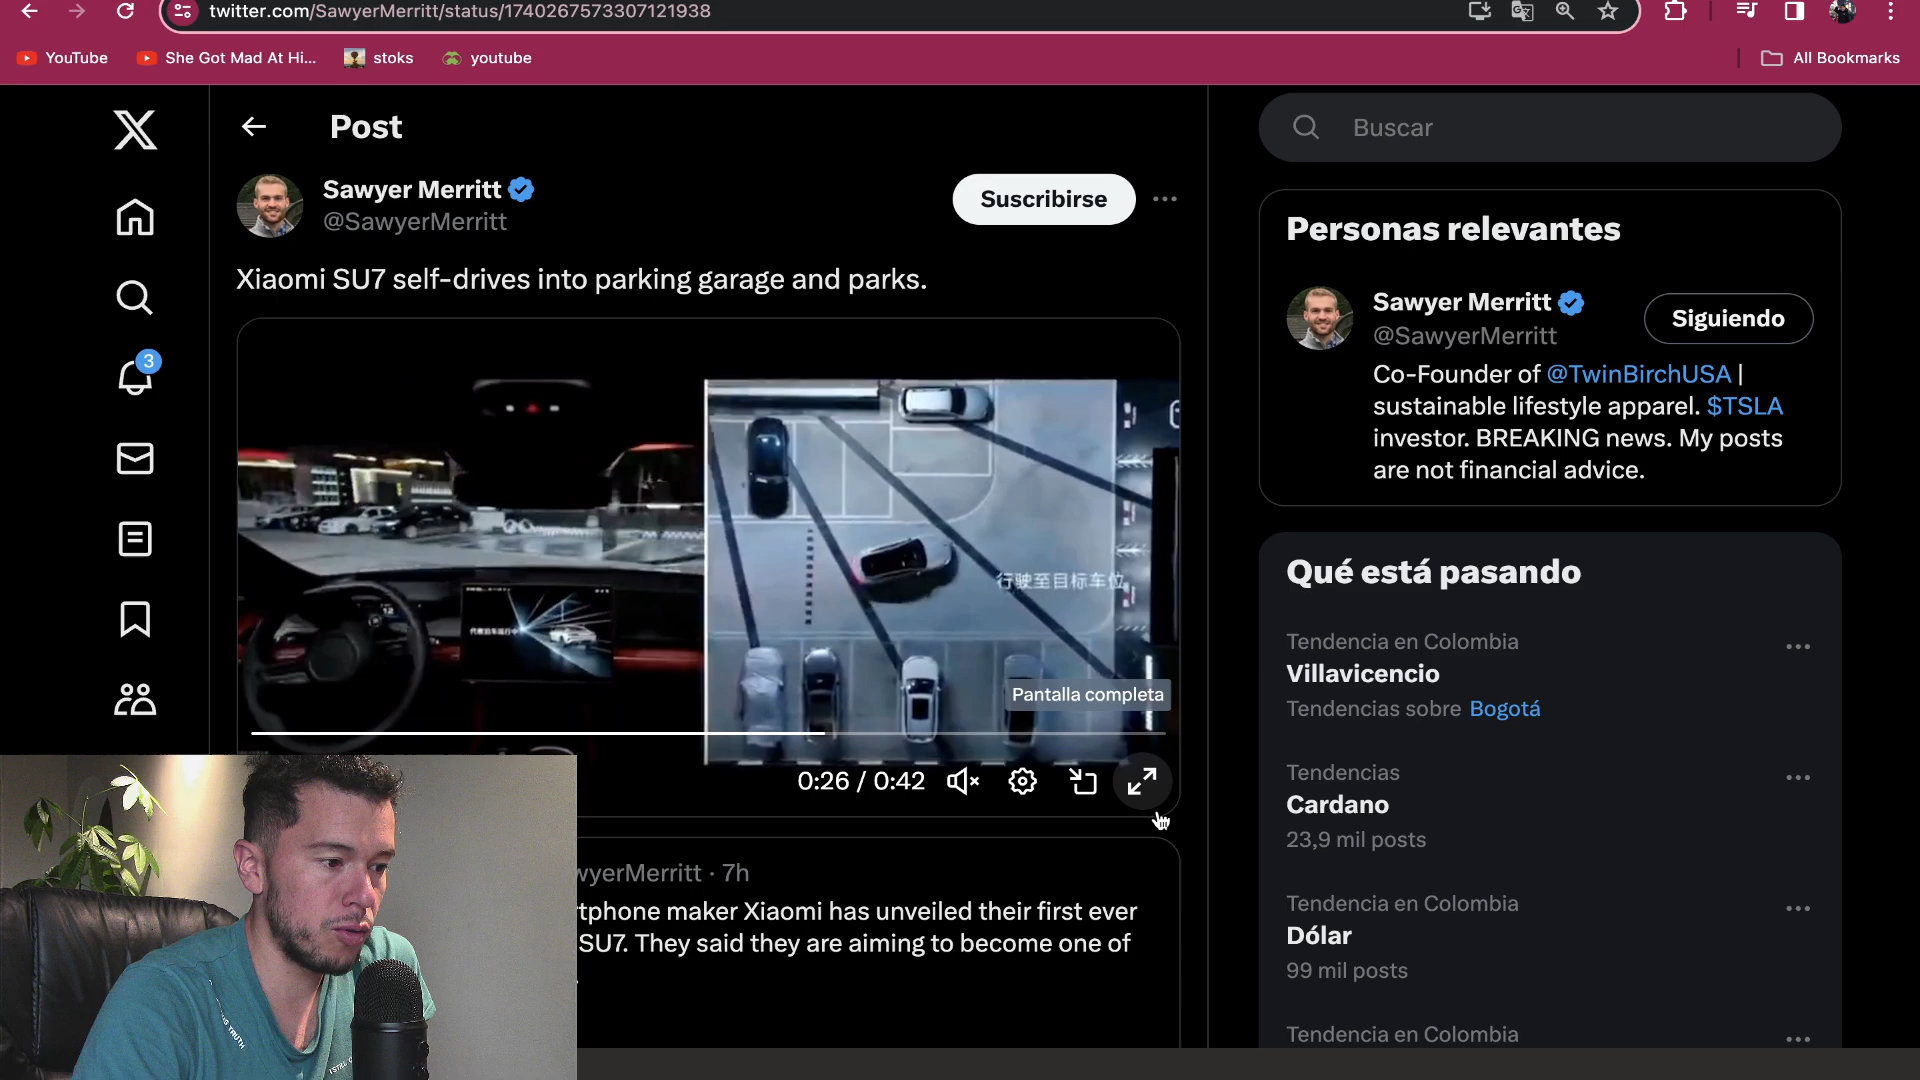 twitter.com/SawyerMerritt/status/1740267573307121938
YouTube
She Got Mad At Hi...
stoks
youtube
All Bookmarks
Post
Sawyer Merritt
@SawyerMerritt
Suscribirse
Xiaomi SU7 self-drives into parking garage and parks.
行驶至目标车位
Pantalla completa
0:26 / 0:42
3
wyerMerritt · 7h
tphone maker Xiaomi has unveiled their first ever
SU7. They said they are aiming to become one of
Buscar
Personas relevantes
Sawyer Merritt
@SawyerMerritt
Siguiendo
Co-Founder of @TwinBirchUSA |
sustainable lifestyle apparel. $TSLA
investor. BREAKING news. My posts
are not financial advice.
Qué está pasando
Tendencia en Colombia
Villavicencio
Tendencias sobre Bogotá
Tendencias
Cardano
23,9 mil posts
Tendencia en Colombia
Dólar
99 mil posts
Tendencia en Colombia